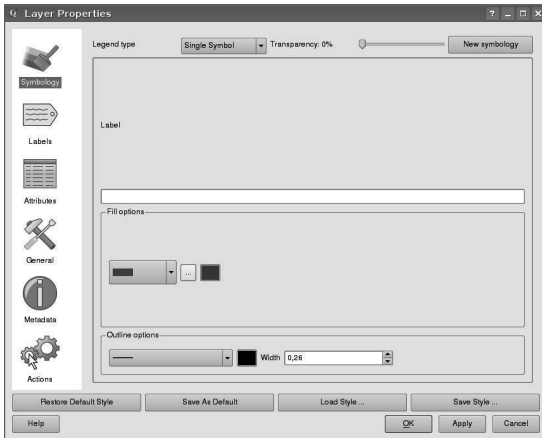 Layer Properties
Legend type
Single Symbol
Transparency: 0%
New symbology
Symbology
Labels
Attributes
General
Metadata
Actions
Label
Fill options
...
Outline options
Width
0,26
Restore Default Style
Save As Default
Load Style ...
Save Style ...
Help
OK
Apply
Cancel